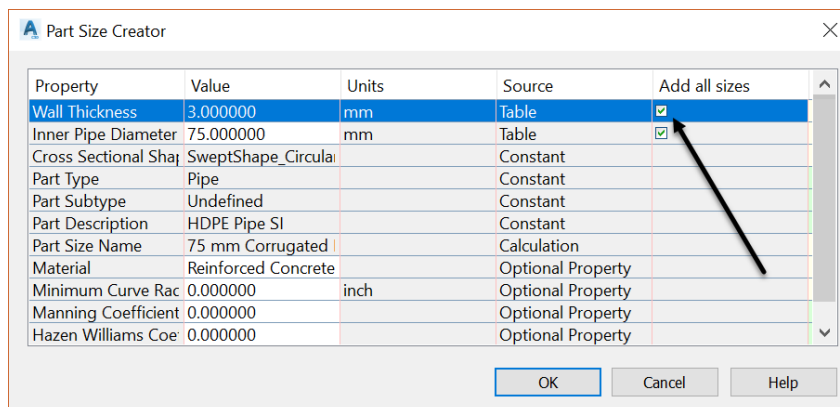 Part Size Creator
Property Value Units Source Add all sizes
Wall Thickness 3.000000 mm Table
Inner Pipe Diameter 75.000000 mm Table
Cross Sectional Shap SweptShape_Circular Constant
Part Type Pipe Constant
Part Subtype Undefined Constant
Part Description HDPE Pipe SI Constant
Part Size Name 75 mm Corrugated Calculation
Material Reinforced Concrete Optional Property
Minimum Curve Rac 0.000000 inch Optional Property
Manning Coefficient 0.000000 Optional Property
Hazen Williams Coe 0.000000 Optional Property
OK Cancel Help